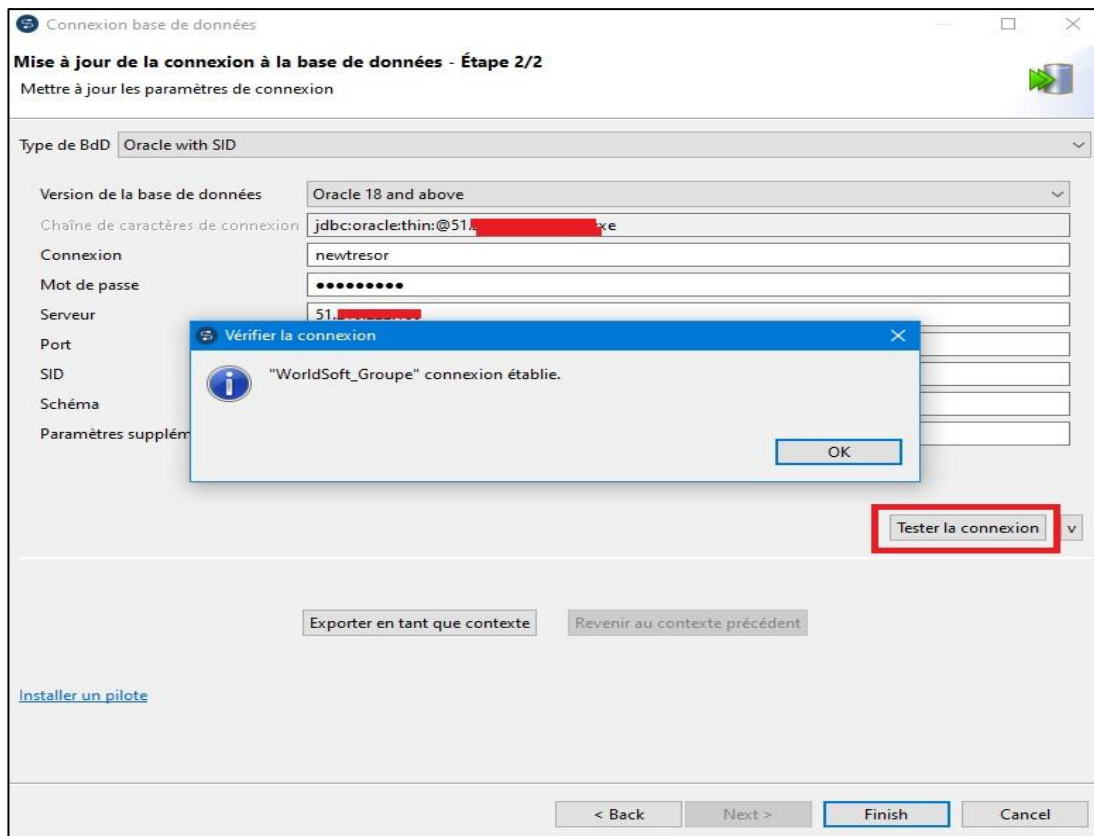 Connexion base de données
Mise à jour de la connexion à la base de données - Étape 2/2
Mettre à jour les paramètres de connexion
Type de BdD Oracle with SID
Version de la base de données Oracle 18 and above
Chaîne de caractères de connexion jdbc:oracle:thin:@51. xe
Connexion newtresor
Mot de passe ●●●●●●●●●
Serveur 51.
Port
SID
Schéma
Paramètres supplém
Vérifier la connexion
"WorldSoft_Groupe" connexion établie.
OK
Tester la connexion v
Exporter en tant que contexte Revenir au contexte précédent
Installer un pilote
< Back Next > Finish Cancel